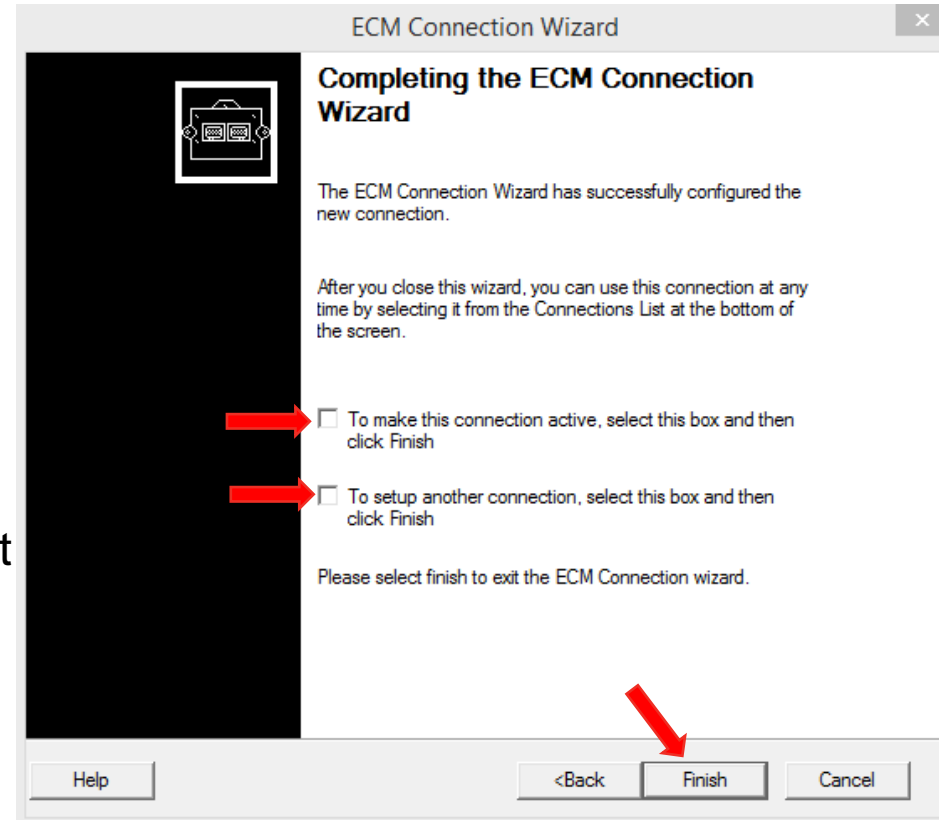 ECM Connection Wizard
×
Completing the ECM Connection
Wizard
The ECM Connection Wizard has successfully configured the
new connection.
After you close this wizard, you can use this connection at any
time by selecting it from the Connections List at the bottom of
the screen.
To make this connection active, select this box and then
click Finish
To setup another connection, select this box and then
click Finish
t
Please select finish to exit the ECM Connection wizard.
Help
<Back
Finish
Cancel